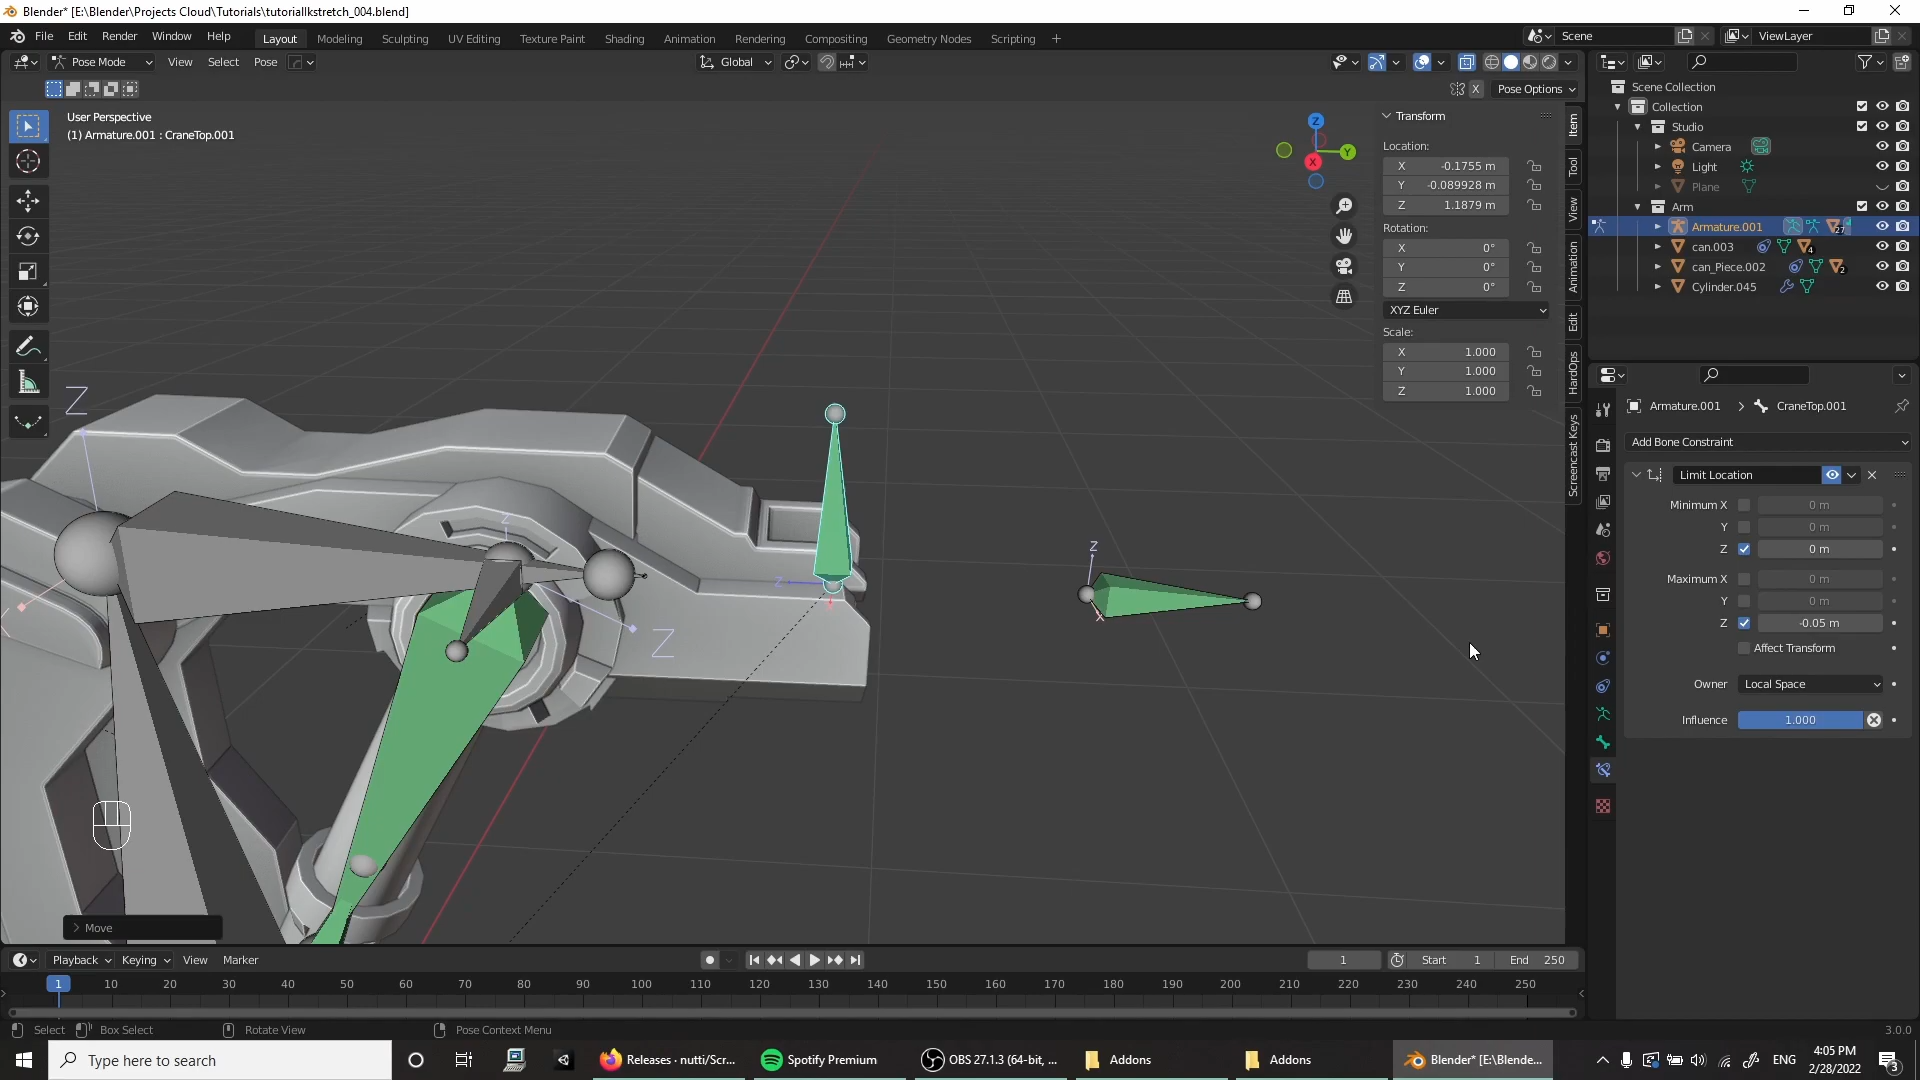 Blender* [E:\Blender\Projects Cloud\Tutorials\tutorialIkstretch_004.blend]
File Edit Render Window Help Layout Modeling Sculpting UV Editing Texture Paint Shading Animation Rendering Compositing Geometry Nodes Scripting + Scene ViewLayer
Pose Mode View Select Pose Global
X Pose Options
User Perspective
(1) Armature.001 : CraneTop.001
Z
Y
X
Transform
Location:
X -0.1755 m
Y -0.089928 m
Z 1.1879 m
Rotation:
X 0°
Y 0°
Z 0°
XYZ Euler
Scale:
X 1.000
Y 1.000
Z 1.000
Item
Tool
View
Animation
Edit
HardOps
Screencast Keys
Scene Collection
Collection
Studio
Camera
Light
Plane
Arm
Armature.001 27
can.003 4
can_Piece.002 2
Cylinder.045
Armature.001 > CraneTop.001
Add Bone Constraint
Limit Location
Minimum X 0 m
Y 0 m
Z 0 m
Maximum X 0 m
Y 0 m
Z -0.05 m
Affect Transform
Owner Local Space
Influence 1.000
Z
Z
Z
Z
Z
X
X
> Move
Playback Keying View Marker 1 Start 1 End 250
1 10 20 30 40 50 60 70 80 90 100 110 120 130 140 150 160 170 180 190 200 210 220 230 240 250
Select Box Select Rotate View Pose Context Menu 3.0.0
Type here to search Releases · nutti/Scr... Spotify Premium OBS 27.1.3 (64-bit, ... Addons Addons Blender* [E:\Blende... ENG 4:05 PM
2/28/2022 3